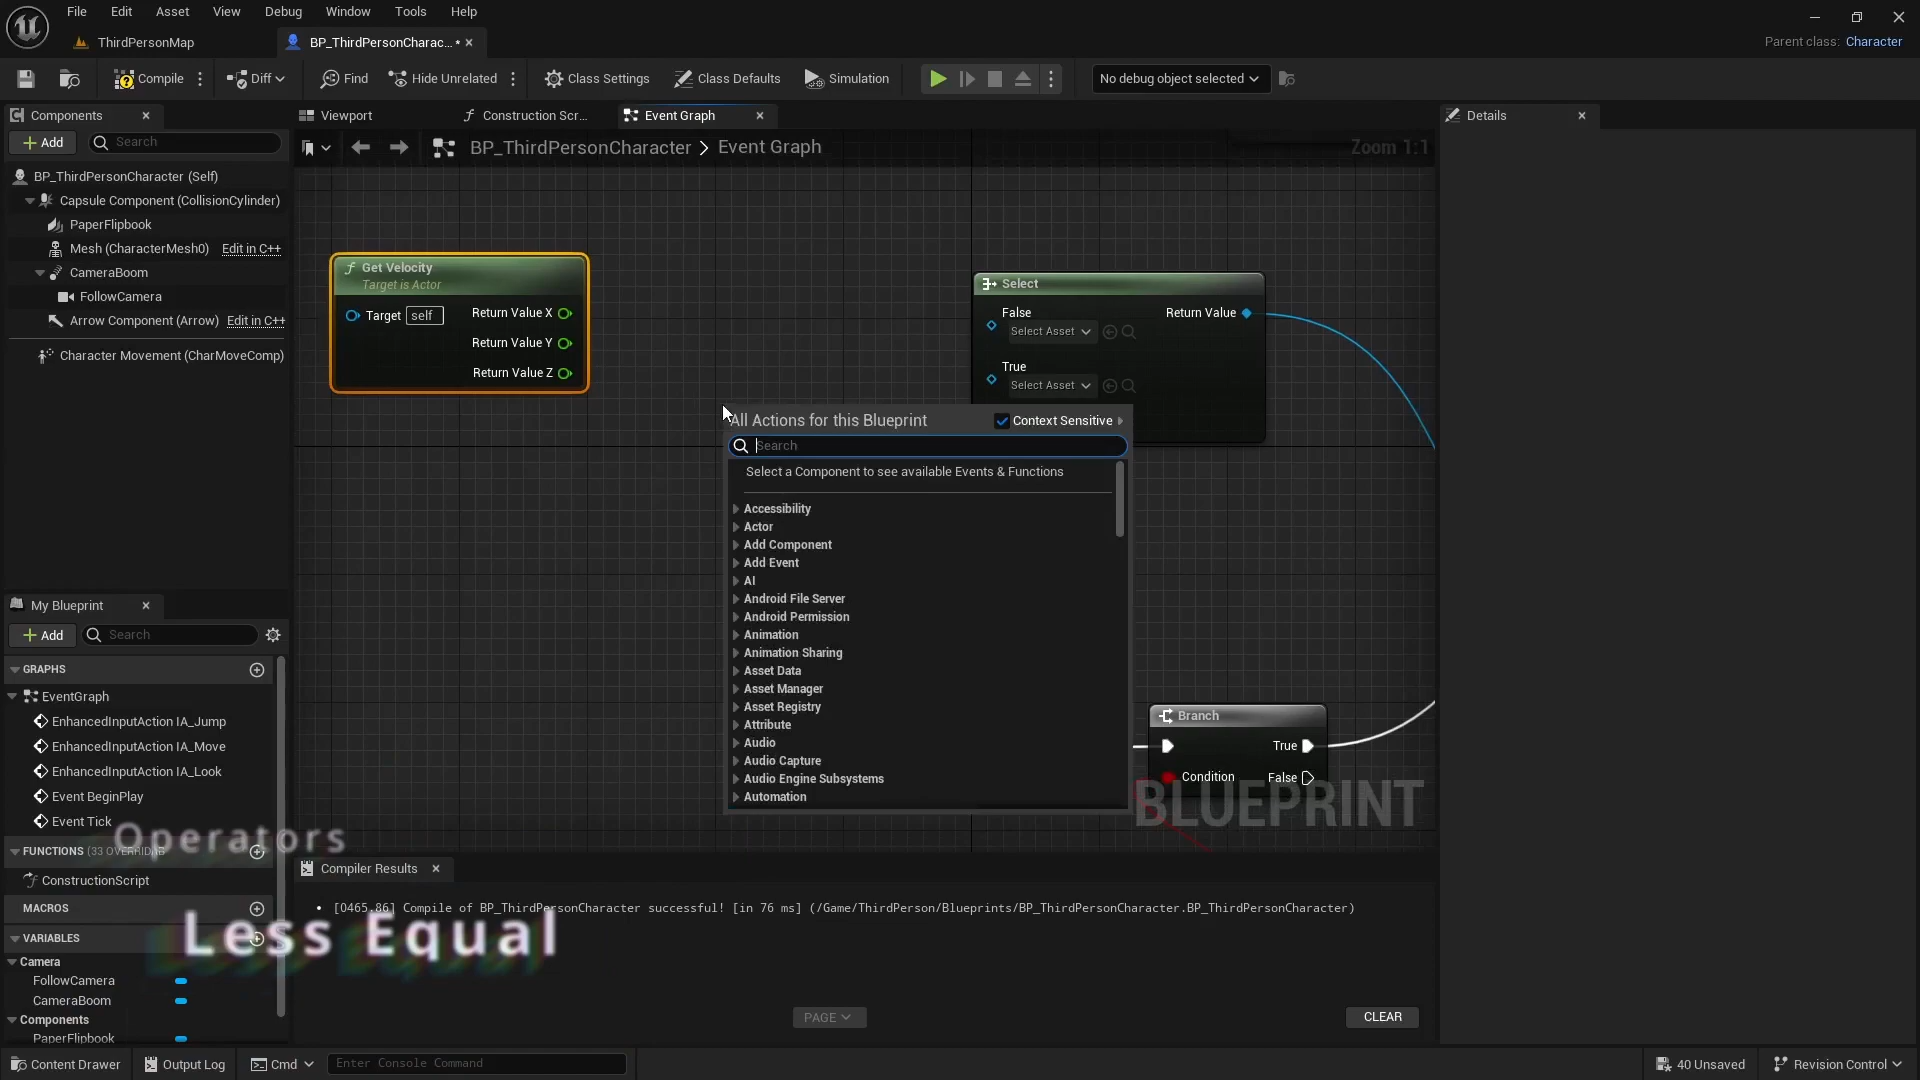 File Edit Asset View Debug Window Tools Help
ThirdPersonMap
BP_ThirdPersonCharac... •
Parent class: Character
Compile
Diff
Find
Hide Unrelated
Class Settings
Class Defaults
Simulation
No debug object selected
Components
Add
Search
BP_ThirdPersonCharacter (Self)
Capsule Component (CollisionCylinder)
PaperFlipbook
Mesh (CharacterMesh0) Edit in C++
CameraBoom
FollowCamera
Arrow Component (Arrow) Edit in C++
Character Movement (CharMoveComp)
Viewport
Construction Scr...
Event Graph
BP_ThirdPersonCharacter > Event Graph
Zoom 1:1
Get Velocity
Target is Actor
Target self
Return Value X
Return Value Y
Return Value Z
Select
False
Select Asset
Return Value
True
Select Asset
All Actions for this Blueprint
Context Sensitive
Search
Select a Component to see available Events & Functions
Accessibility
Actor
Add Component
Add Event
AI
Android File Server
Android Permission
Animation
Animation Sharing
Asset Data
Asset Manager
Asset Registry
Attribute
Audio
Audio Capture
Audio Engine Subsystems
Automation
Branch
True
Condition
False
BLUEPRINT
Details
My Blueprint
Add
Search
GRAPHS
EventGraph
EnhancedInputAction IA_Jump
EnhancedInputAction IA_Move
EnhancedInputAction IA_Look
Event BeginPlay
Event Tick
Operators
FUNCTIONS (33 OVERRIDAB
ConstructionScript
MACROS
Less Equal
VARIABLES
Camera
FollowCamera
CameraBoom
Components
PaperFlipbook
Compiler Results
• [0465.86] Compile of BP_ThirdPersonCharacter successful! [in 76 ms] (/Game/ThirdPerson/Blueprints/BP_ThirdPersonCharacter.BP_ThirdPersonCharacter)
PAGE
CLEAR
Content Drawer
Output Log
Cmd
Enter Console Command
40 Unsaved
Revision Control